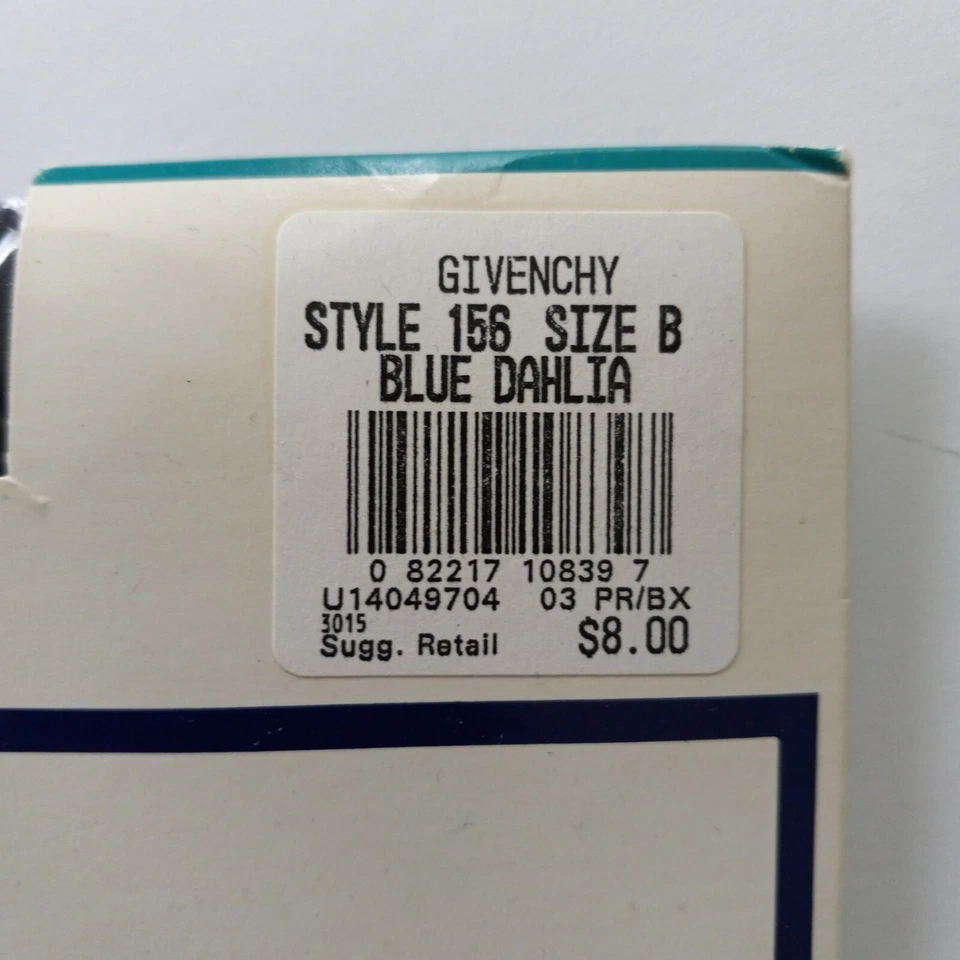 GIVENCHY
STYLE 156 SIZE B
BLUE DAHLIA
0 82217 10839 7
U14049704 03 PR/BX
3015
Sugg. Retail $8.00